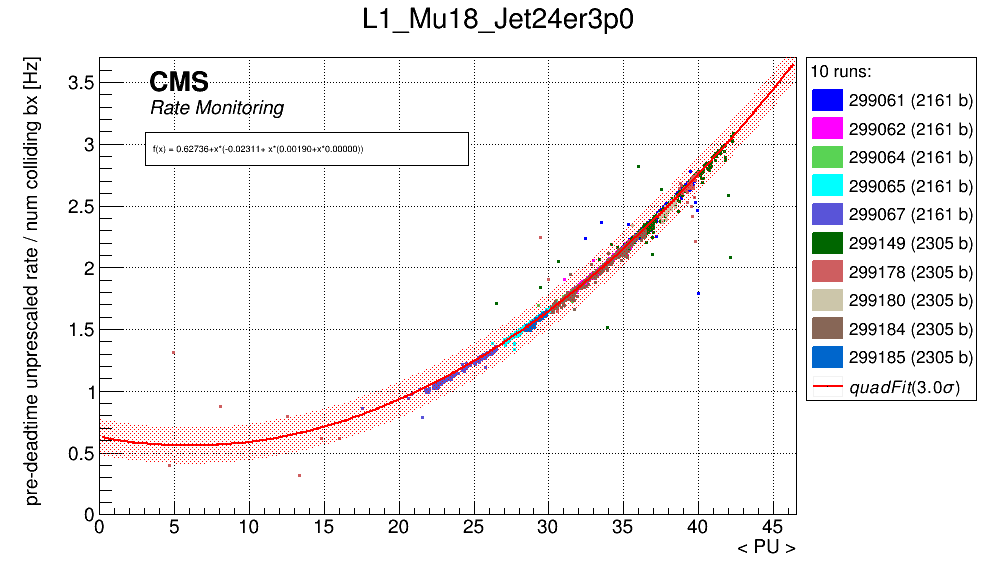 L1_Mu18_Jet24er3p0
pre-deadtime unprescaled rate / num colliding bx [Hz]
3.5
3
2.5
2
1.5
1
0.5
0
CMS
Rate Monitoring
f(x) = 0.62736+x*(-0.02311+ x*(0.00190+x*0.00000))
0 5 10 15 20 25 30 35 40 45
< PU >
10 runs:
299061 (2161 b)
299062 (2161 b)
299064 (2161 b)
299065 (2161 b)
299067 (2161 b)
299149 (2305 b)
299178 (2305 b)
299180 (2305 b)
299184 (2305 b)
299185 (2305 b)
quadFit(3.0σ)